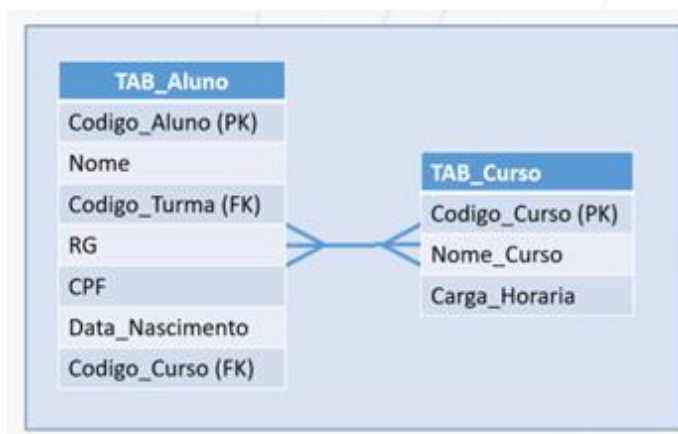 TAB_Aluno
Codigo_Aluno (PK)
Nome
Codigo_Turma (FK)
RG
CPF
Data_Nascimento
Codigo_Curso (FK)
TAB_Curso
Codigo_Curso (PK)
Nome_Curso
Carga_Horaria